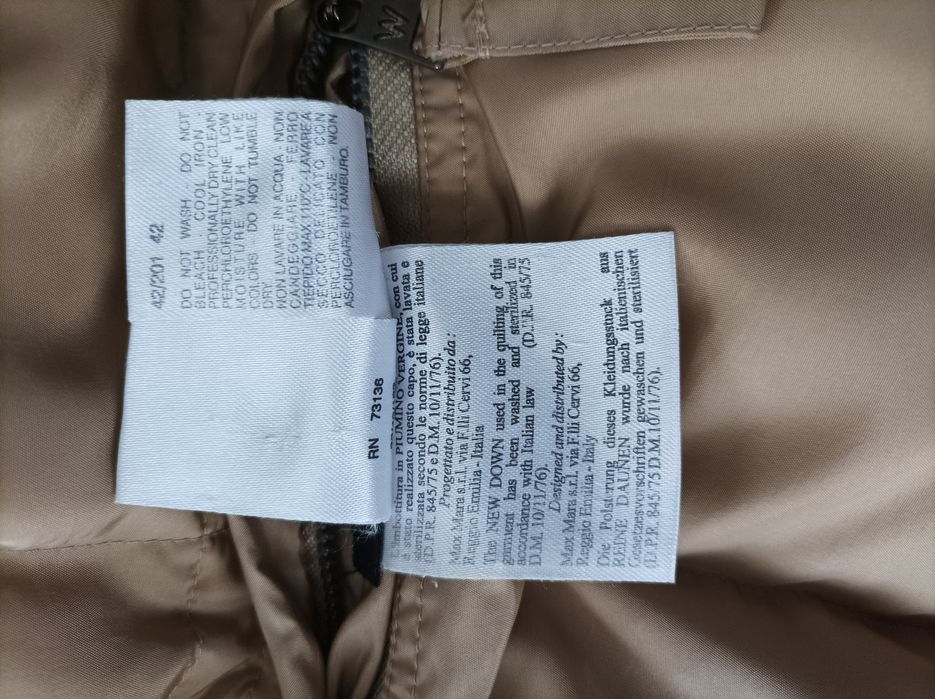 42/201 42
DO NOT WASH - DO NOT
BLEACH - COOL IRON -
PROFESSIONALLY DRY CLEAN
PERCHLOROETHYLENE LOW
MOISTURE WITH LIKE
COLORS - DO NOT TUMBLE
DRY
NON LAVARE IN ACQUA - NON
CANDEGGIARE - FERRO
TIEPIDO MAX 110°C - LAVARE A
SECCO DELICATO CON
PERCLOROETILENE - NON
ASCIUGARE IN TAMBURO.
RN 73136
L'imbottitura in PIUMINO VERGINE, con cui
è stato realizzato questo capo, è stata lavata e
sterilizzata secondo le norme di legge italiane
(D.P.R. 845/75 e D.M. 10/11/76).
Progettato e distribuito da :
Max Mara s.r.l. via F.lli Cervi 66,
Reggio Emilia - Italia
The NEW DOWN used in the quilting of this
garment has been washed and sterilized in
accordance with Italian law (D.P.R. 845/75
D.M. 10/11/76).
Designed and distributed by:
Max Mara s.r.l. via F.lli Cervi 66,
Reggio Emilia - Italy
Die Polsterung dieses Kleidungsstuck aus
REINE DAUNEN wurde nach italienischen
Gesetzesvorschriften gewaschen und sterilisiert
(D.P.R. 845/75 D.M.10/11/76).